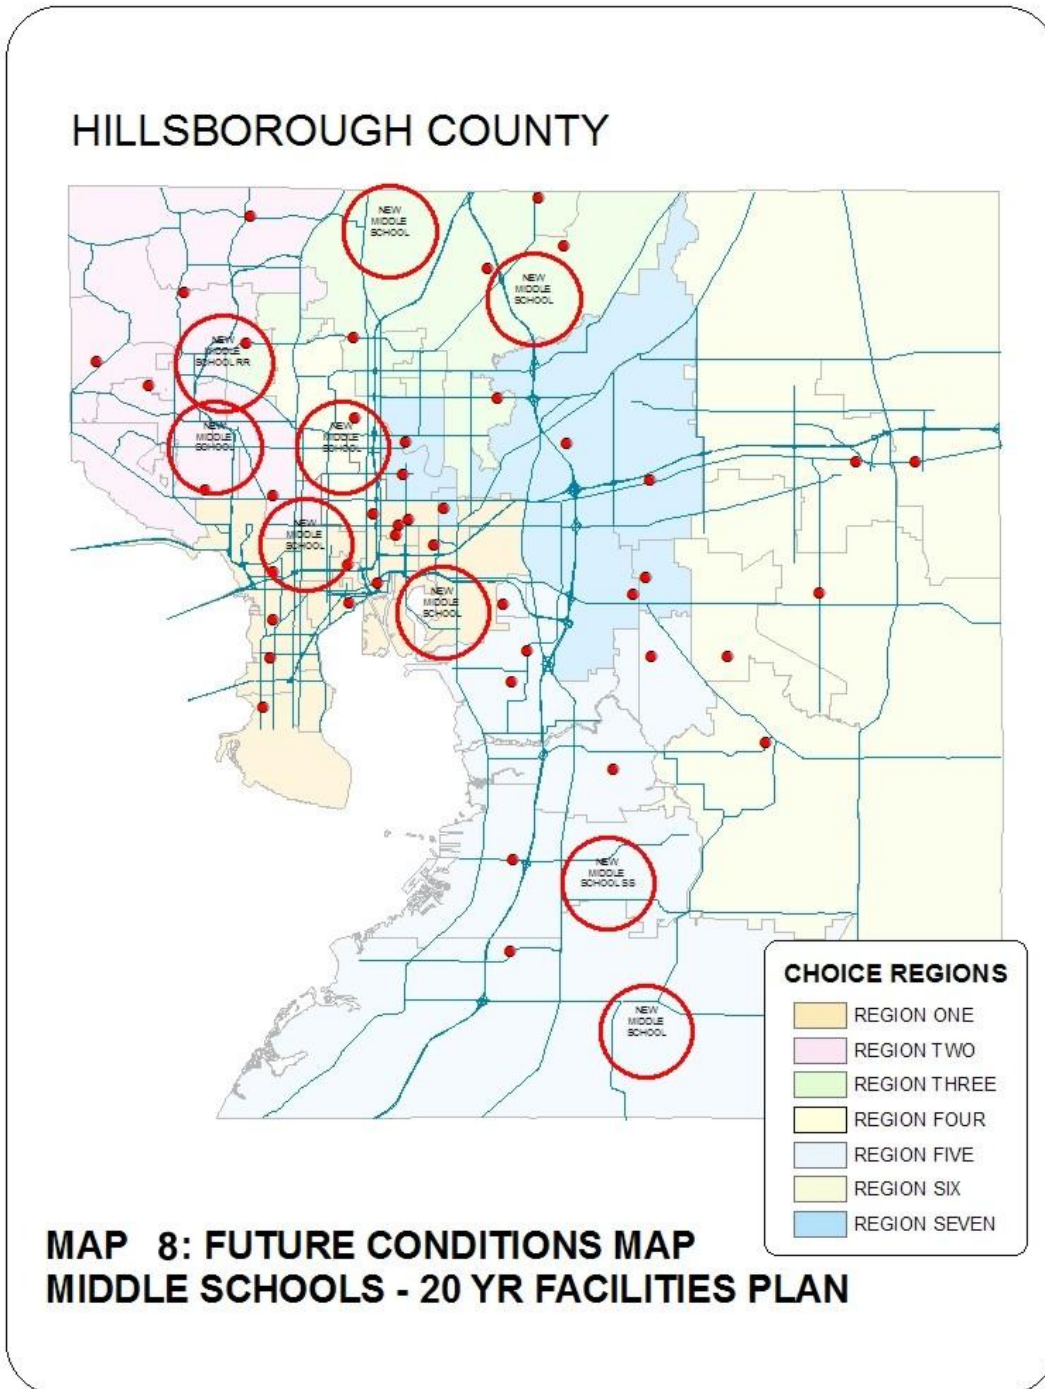 HILLSBOROUGH COUNTY
NEW
MIDDLE
SCHOOL
NEW
MIDDLE
SCHOOL
NEW
MIDDLE
SCHOOL RR
NEW
MIDDLE
SCHOOL
NEW
MIDDLE
SCHOOL
NEW
MIDDLE
SCHOOL
NEW
MIDDLE
SCHOOL
NEW
MIDDLE
SCHOOL SS
NEW
MIDDLE
SCHOOL
CHOICE REGIONS
REGION ONE
REGION TWO
REGION THREE
REGION FOUR
REGION FIVE
REGION SIX
REGION SEVEN
MAP 8: FUTURE CONDITIONS MAP
MIDDLE SCHOOLS - 20 YR FACILITIES PLAN